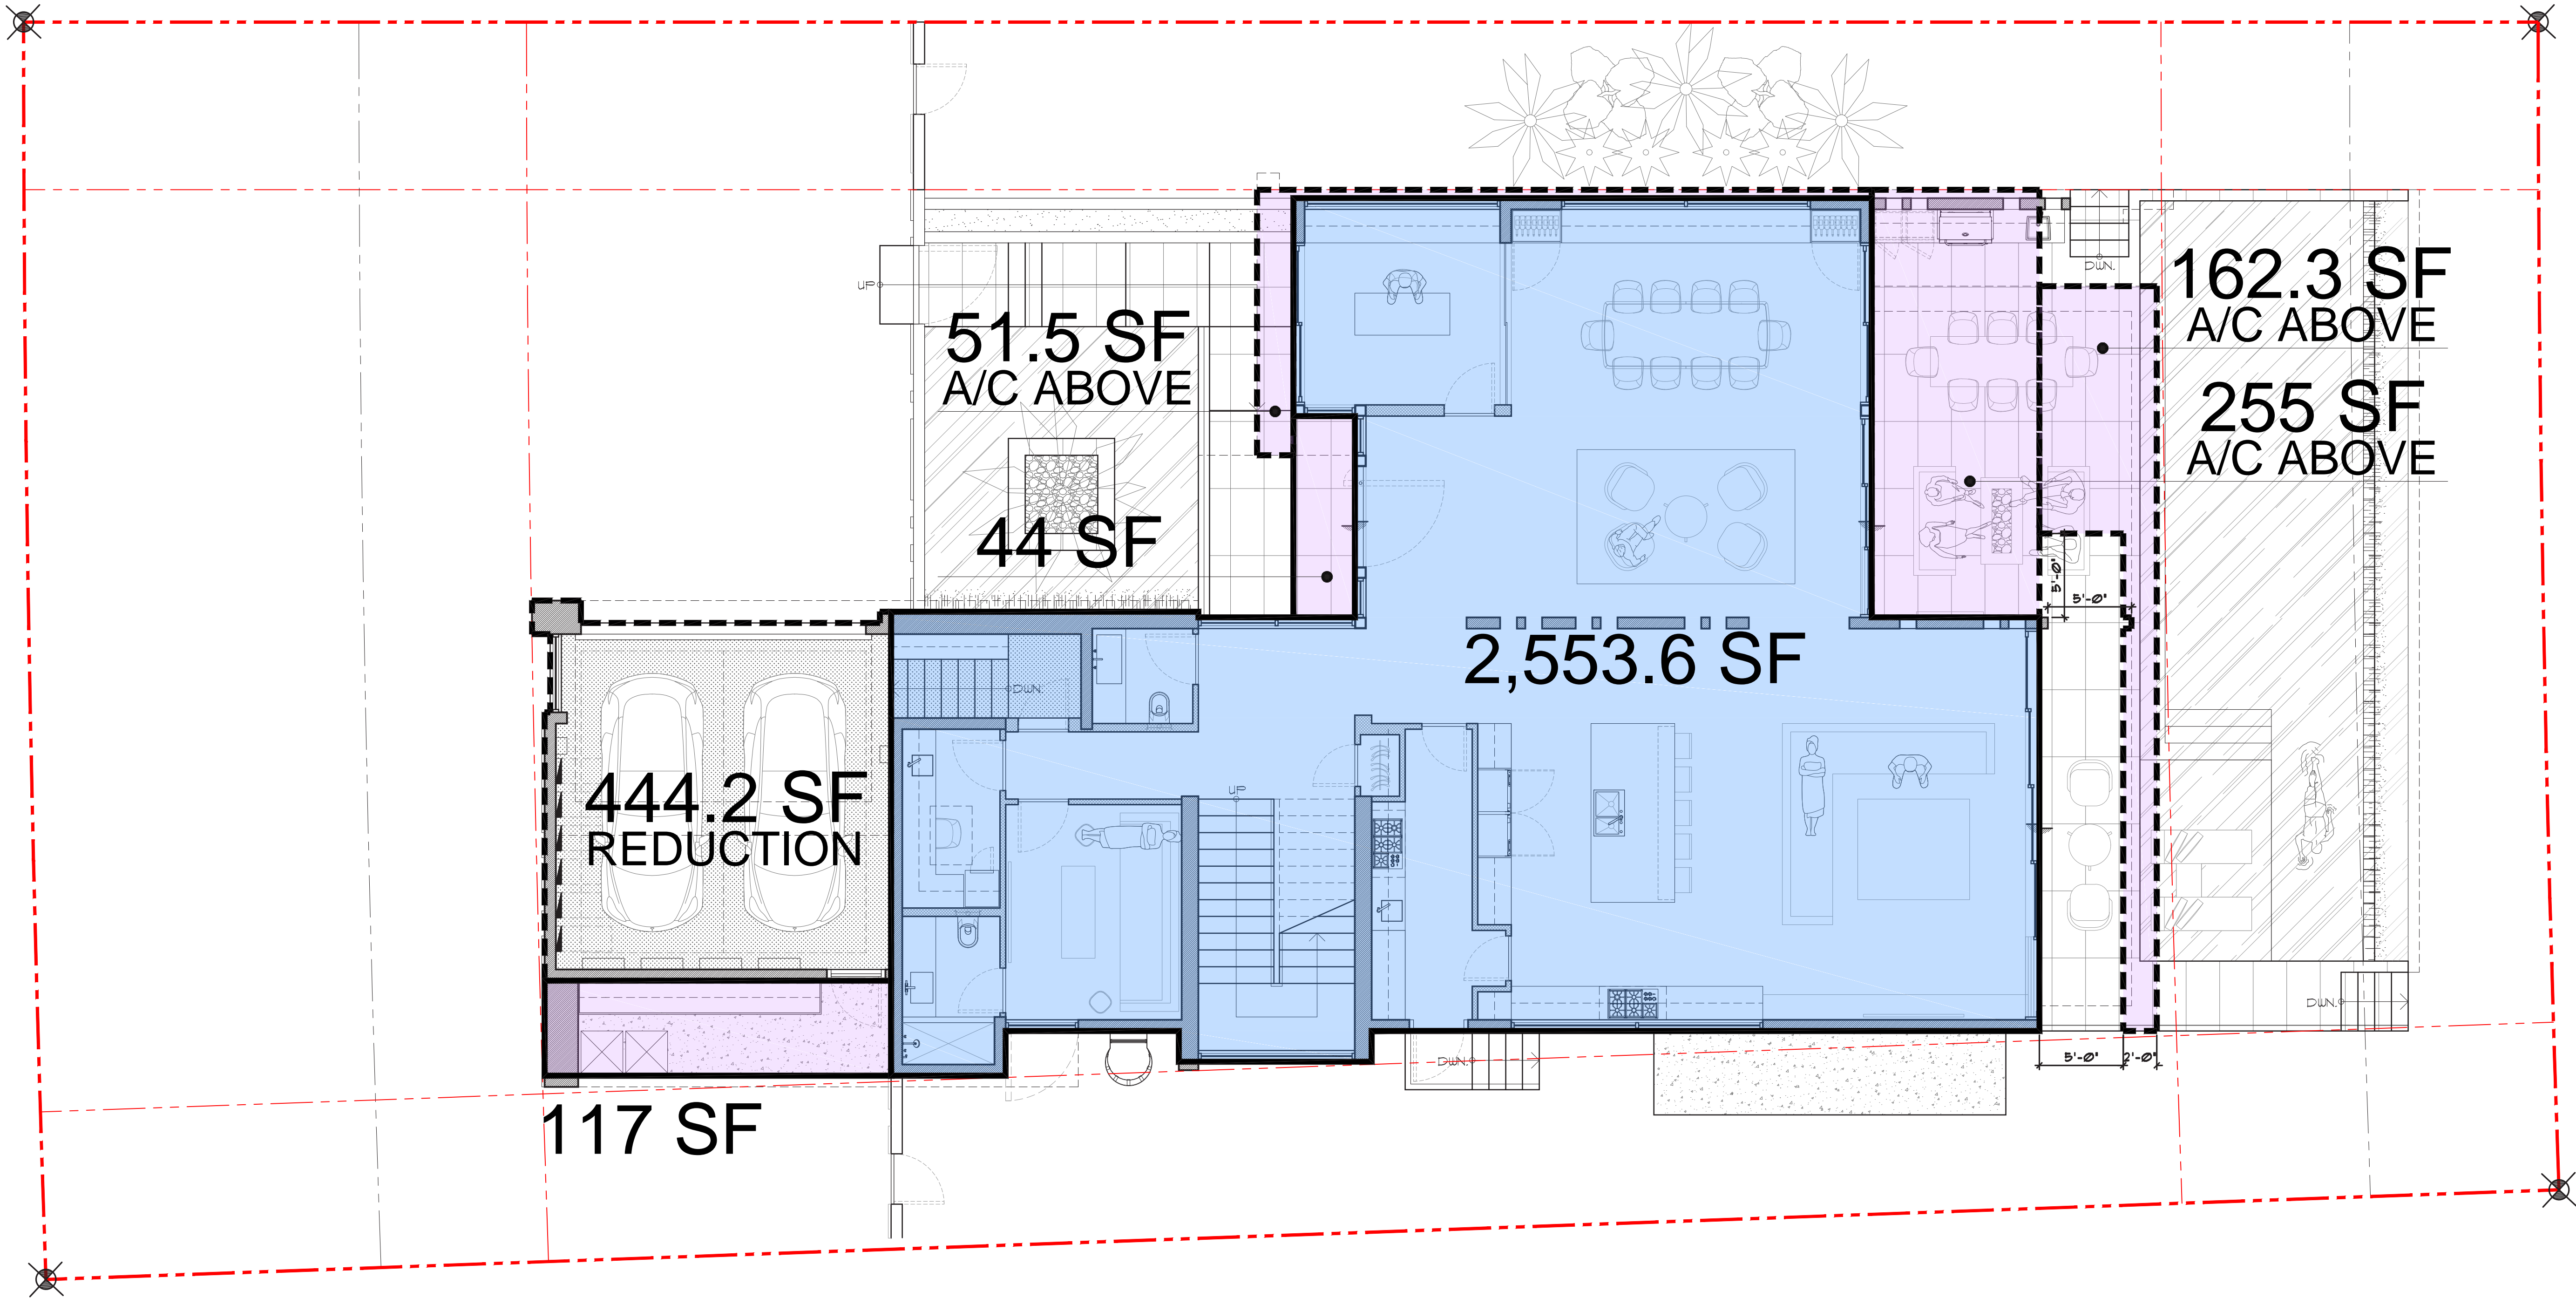 DWN.
UP
162.3 SF
A/C ABOVE
51.5 SF
A/C ABOVE
255 SF
A/C ABOVE
44 SF
5'-0"
5'-0"
2,553.6 SF
DWN.
444.2 SF
REDUCTION
UP
DWN.
DWN.
5'-0"
2'-0"
117 SF